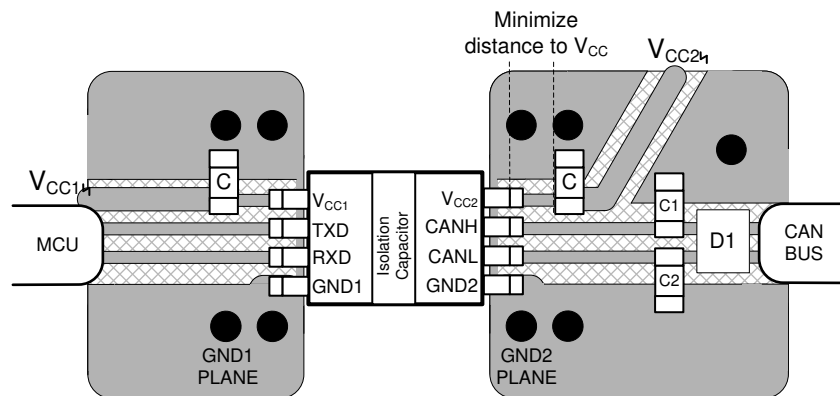 Minimize
distance to VCC
VCC2
VCC1
C
C
VCC1
VCC2
C1
MCU
TXD
CANH
D1
CAN
BUS
Isolation
Capacitor
RXD
CANL
C2
GND1
GND2
GND1
PLANE
GND2
PLANE